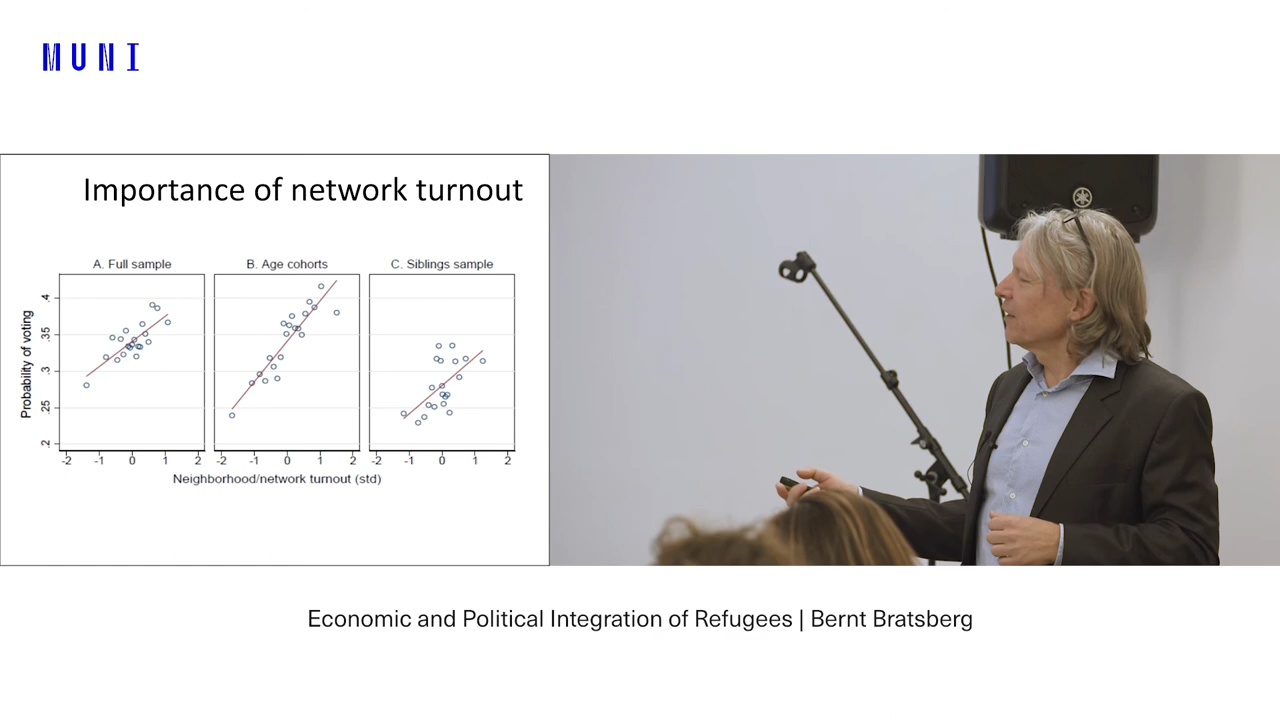 MUNI
Importance of network turnout
A. Full sample
B. Age cohorts
C. Siblings sample
Probability of voting
.4
.35
.3
.25
.2
-2 -1 0 1 2
-2 -1 0 1 2
-2 -1 0 1 2
Neighborhood/network turnout (std)
Economic and Political Integration of Refugees | Bernt Bratsberg